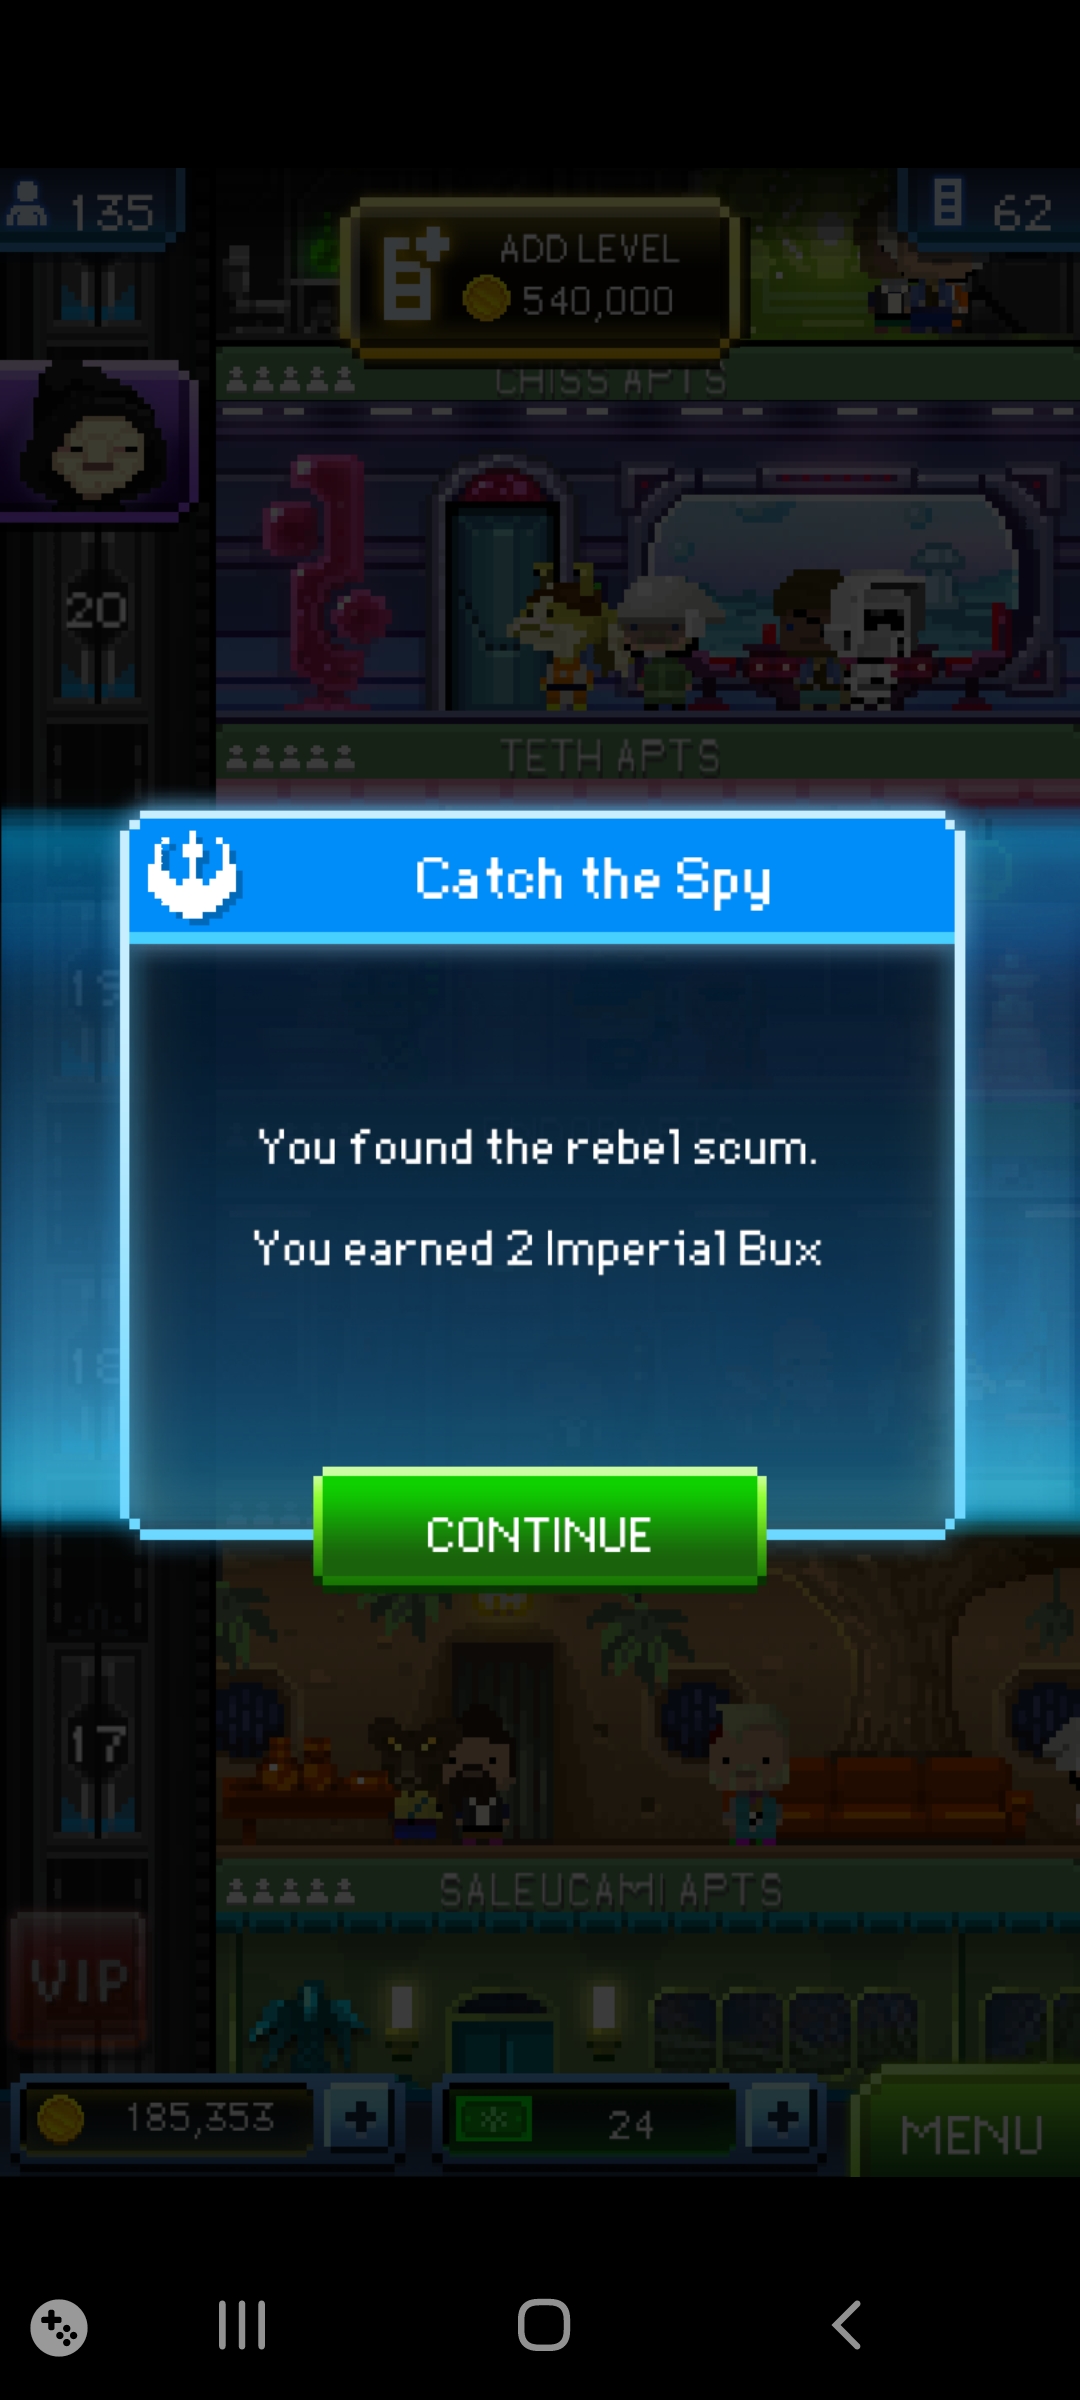 135
62
ADD LEVEL
540,000
CHISS APTS
20
TETH APTS
Catch the Spy
You found the rebel scum.
You earned 2 Imperial Bux
18
CONTINUE
17
SALEUCAMI APTS
VIP
185,353
24
MENU